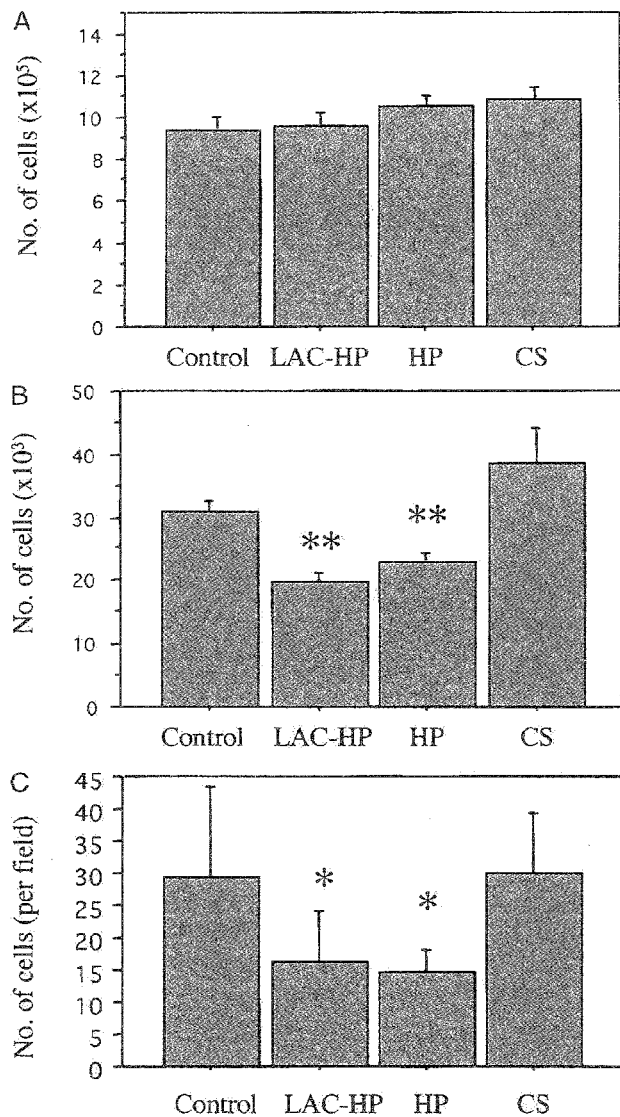 A
No. of cells (x10⁵)
14
12
10
8
6
4
2
0
Control LAC-HP HP CS
B
No. of cells (x10³)
50
40
30
20
10
0
** **
Control LAC-HP HP CS
C
No. of cells (per field)
45
40
35
30
25
20
15
10
5
0
* *
Control LAC-HP HP CS